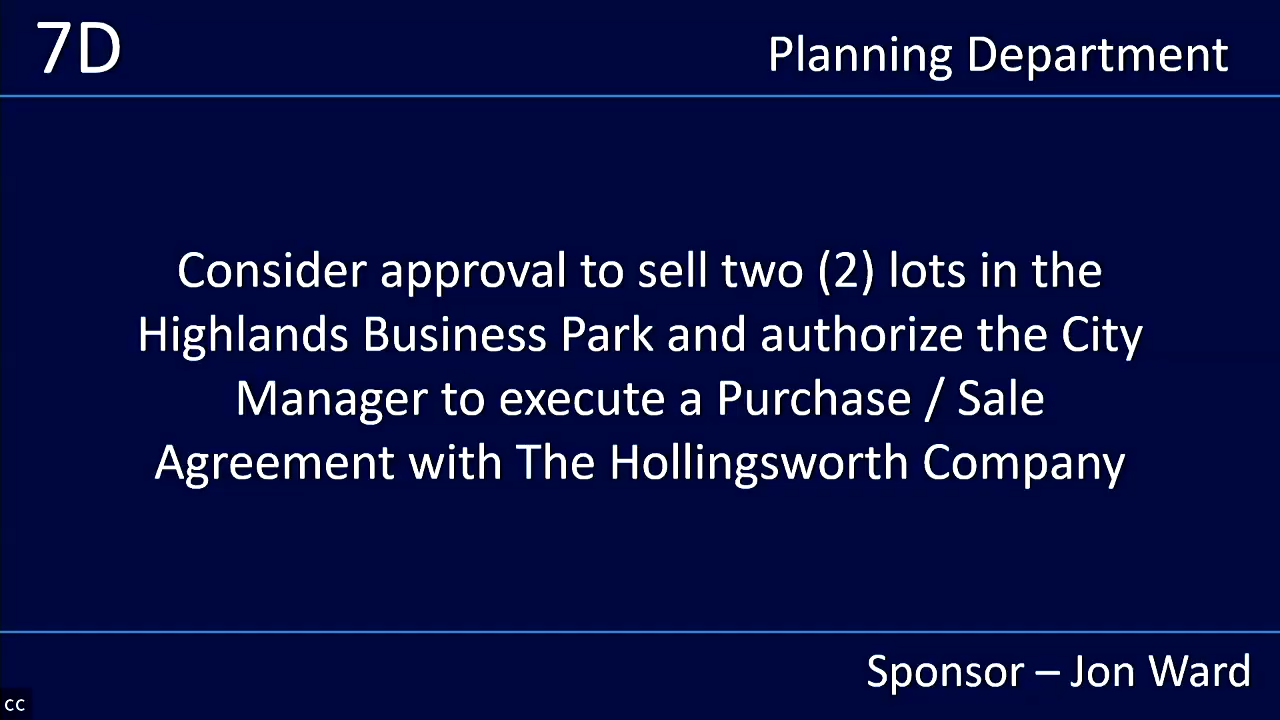 7D
Planning Department
Consider approval to sell two (2) lots in the
Highlands Business Park and authorize the City
Manager to execute a Purchase / Sale
Agreement with The Hollingsworth Company
Sponsor – Jon Ward
CC